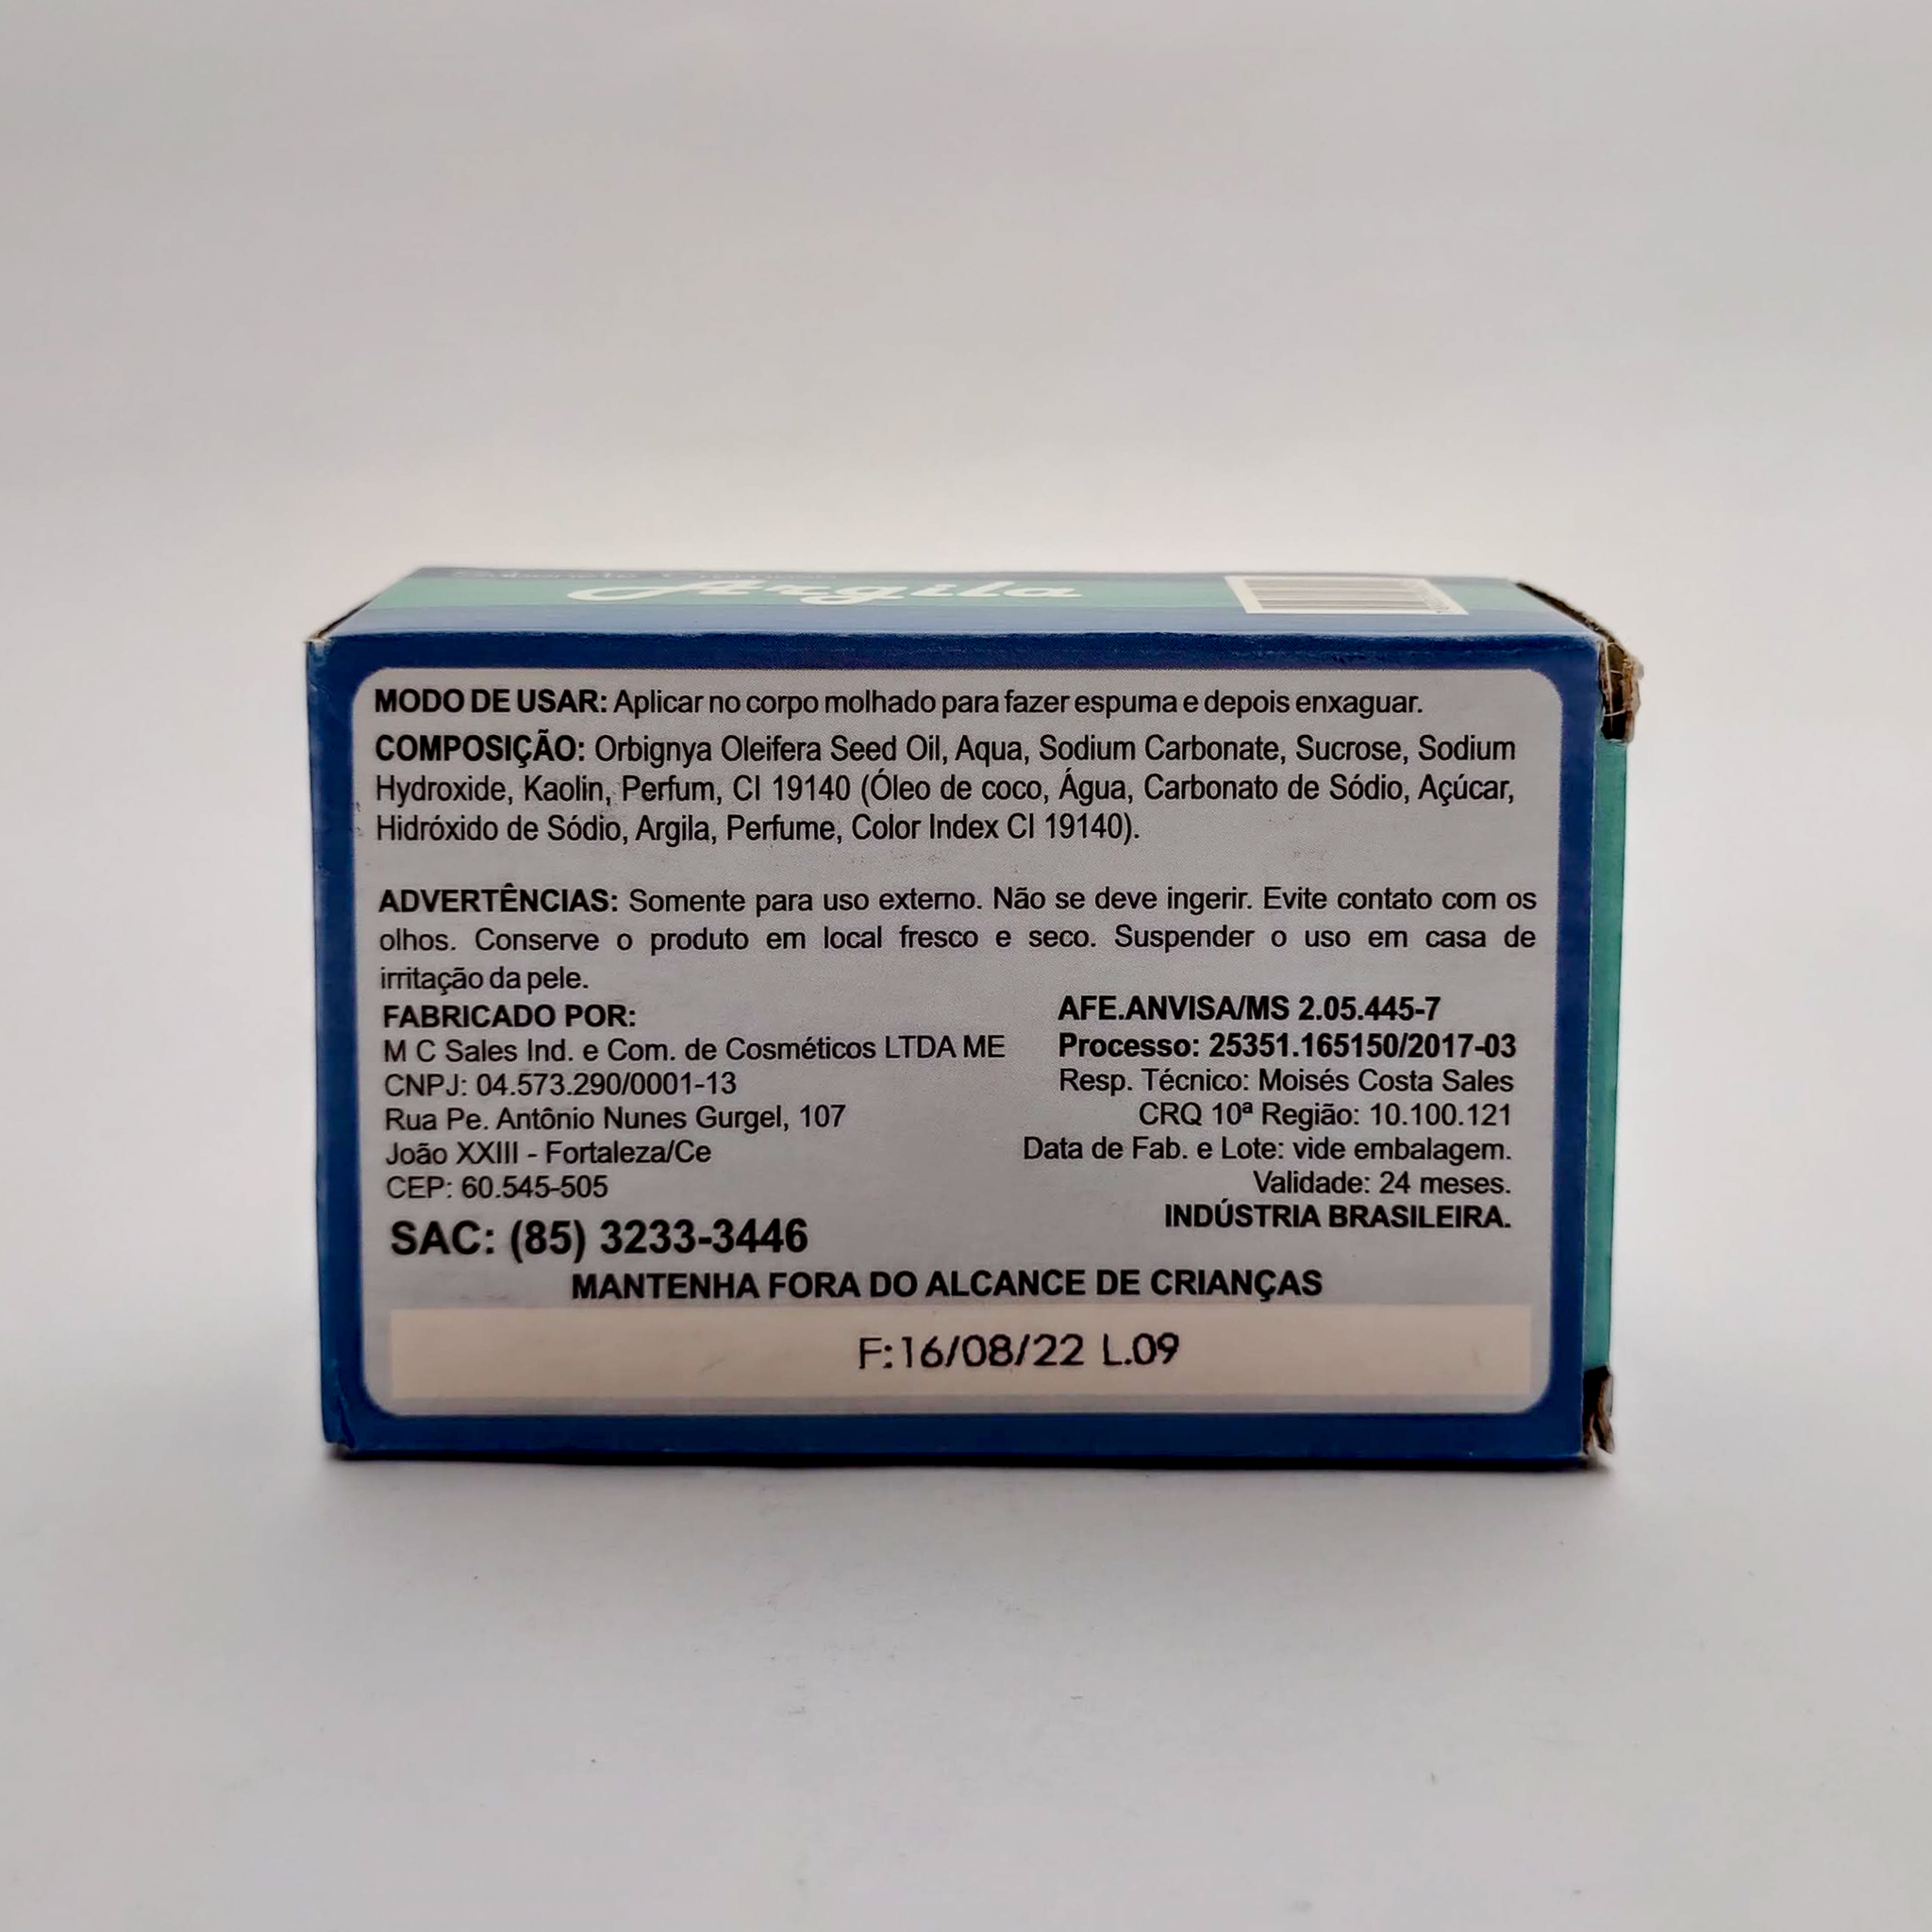 Argila
MODO DE USAR: Aplicar no corpo molhado para fazer espuma e depois enxaguar.
COMPOSIÇÃO: Orbignya Oleifera Seed Oil, Aqua, Sodium Carbonate, Sucrose, Sodium
Hydroxide, Kaolin, Perfum, CI 19140 (Óleo de coco, Água, Carbonato de Sódio, Açúcar,
Hidróxido de Sódio, Argila, Perfume, Color Index CI 19140).
ADVERTÊNCIAS: Somente para uso externo. Não se deve ingerir. Evite contato com os
olhos. Conserve o produto em local fresco e seco. Suspender o uso em casa de
irritação da pele.
FABRICADO POR:
M C Sales Ind. e Com. de Cosméticos LTDA ME
CNPJ: 04.573.290/0001-13
Rua Pe. Antônio Nunes Gurgel, 107
João XXIII - Fortaleza/Ce
CEP: 60.545-505
SAC: (85) 3233-3446
AFE.ANVISA/MS 2.05.445-7
Processo: 25351.165150/2017-03
Resp. Técnico: Moisés Costa Sales
CRQ 10ª Região: 10.100.121
Data de Fab. e Lote: vide embalagem.
Validade: 24 meses.
INDÚSTRIA BRASILEIRA.
MANTENHA FORA DO ALCANCE DE CRIANÇAS
F:16/08/22 L.09